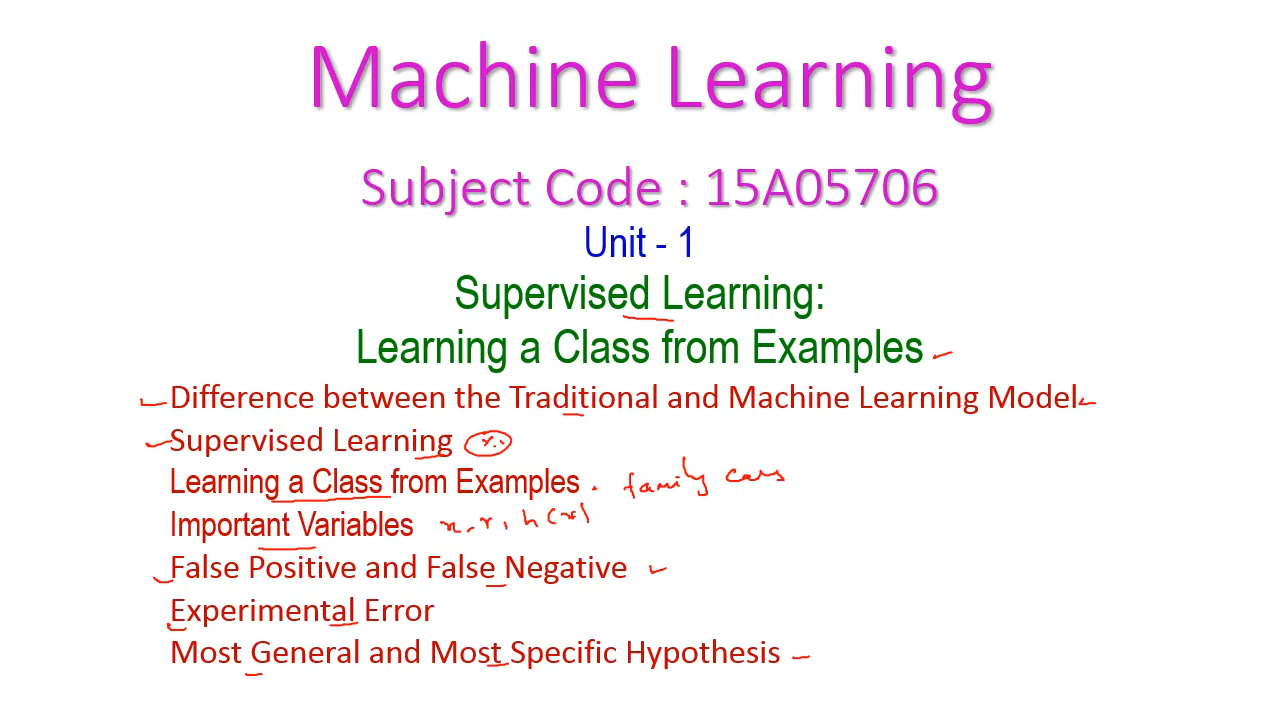 Machine Learning
Subject Code : 15A05706
Unit - 1
Supervised Learning:
Learning a Class from Examples
Difference between the Traditional and Machine Learning Model
Supervised Learning
Learning a Class from Examples . family cars
Important Variables x, r, h(x)
False Positive and False Negative
Experimental Error
Most General and Most Specific Hypothesis